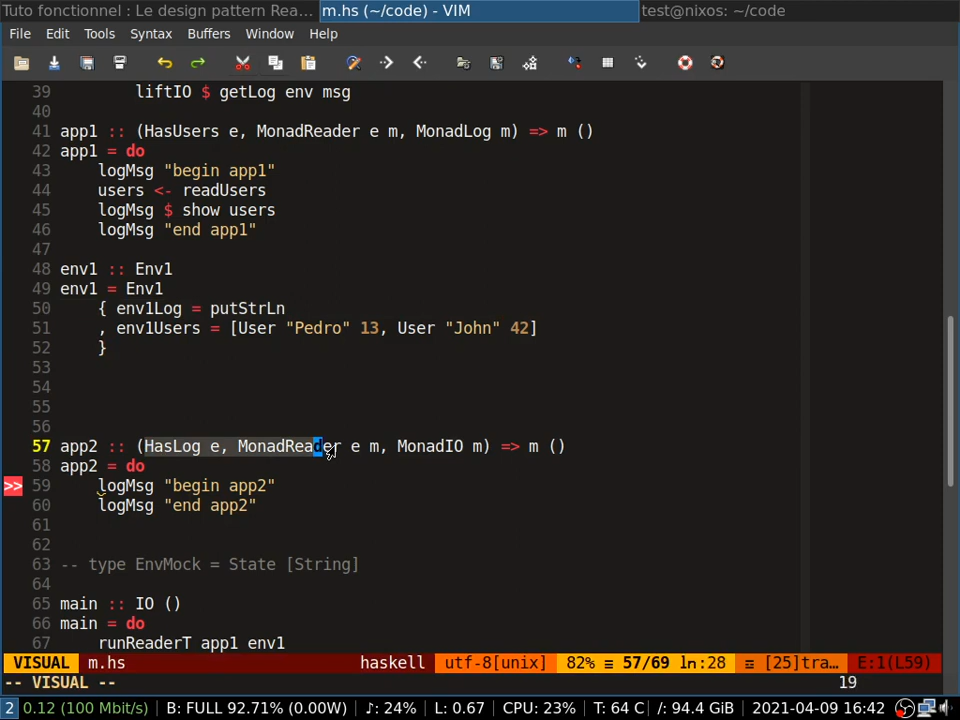 Tuto fonctionnel : Le design pattern Rea... m.hs (~/code) - VIM test@nixos: ~/code
File Edit Tools Syntax Buffers Window Help
39 liftIO $ getLog env msg
40
41 app1 :: (HasUsers e, MonadReader e m, MonadLog m) => m ()
42 app1 = do
43 logMsg "begin app1"
44 users <- readUsers
45 logMsg $ show users
46 logMsg "end app1"
47
48 env1 :: Env1
49 env1 = Env1
50 { env1Log = putStrLn
51 , env1Users = [User "Pedro" 13, User "John" 42]
52 }
53
54
55
56
57 app2 :: (HasLog e, MonadReader e m, MonadIO m) => m ()
58 app2 = do
>> 59 logMsg "begin app2"
60 logMsg "end app2"
61
62
63 -- type EnvMock = State [String]
64
65 main :: IO ()
66 main = do
67 runReaderT app1 env1
VISUAL m.hs haskell utf-8[unix] 82% ≡ 57/69 ln:28 ≡ [25]tra… E:1(L59)
-- VISUAL -- 19
2 0.12 (100 Mbit/s) B: FULL 92.71% (0.00W) ♪: 24% L: 0.67 CPU: 23% T: 64 C /: 94.4 GiB 2021-04-09 16:42